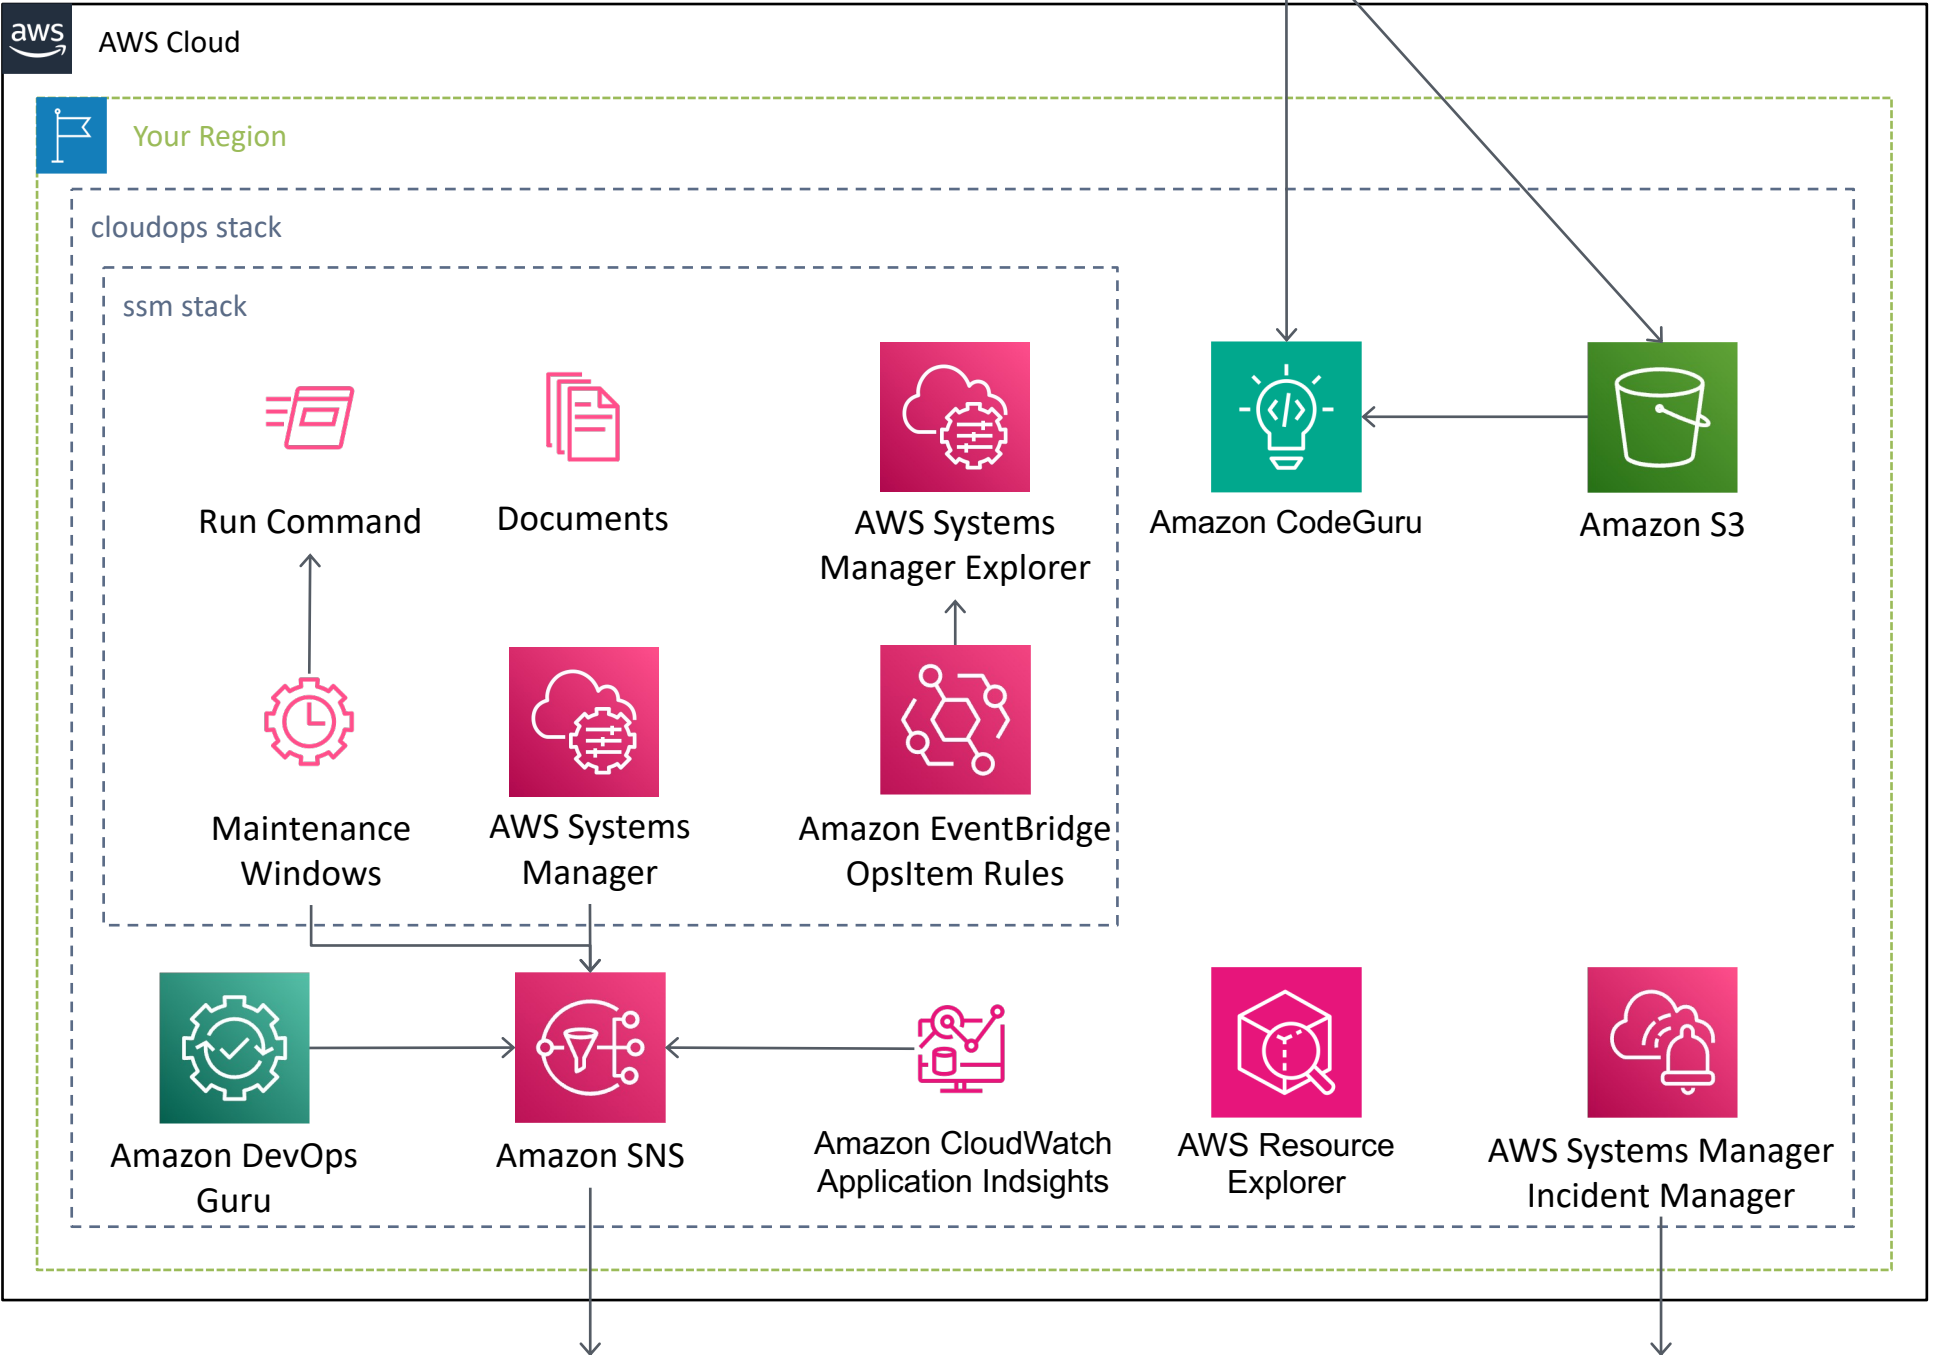 aws
AWS Cloud
Your Region
cloudops stack
ssm stack
Run Command
Documents
AWS Systems
Manager Explorer
Amazon CodeGuru
Amazon S3
Maintenance
Windows
AWS Systems
Manager
Amazon EventBridge
OpsItem Rules
Amazon DevOps
Guru
Amazon SNS
Amazon CloudWatch
Application Indsights
AWS Resource
Explorer
AWS Systems Manager
Incident Manager